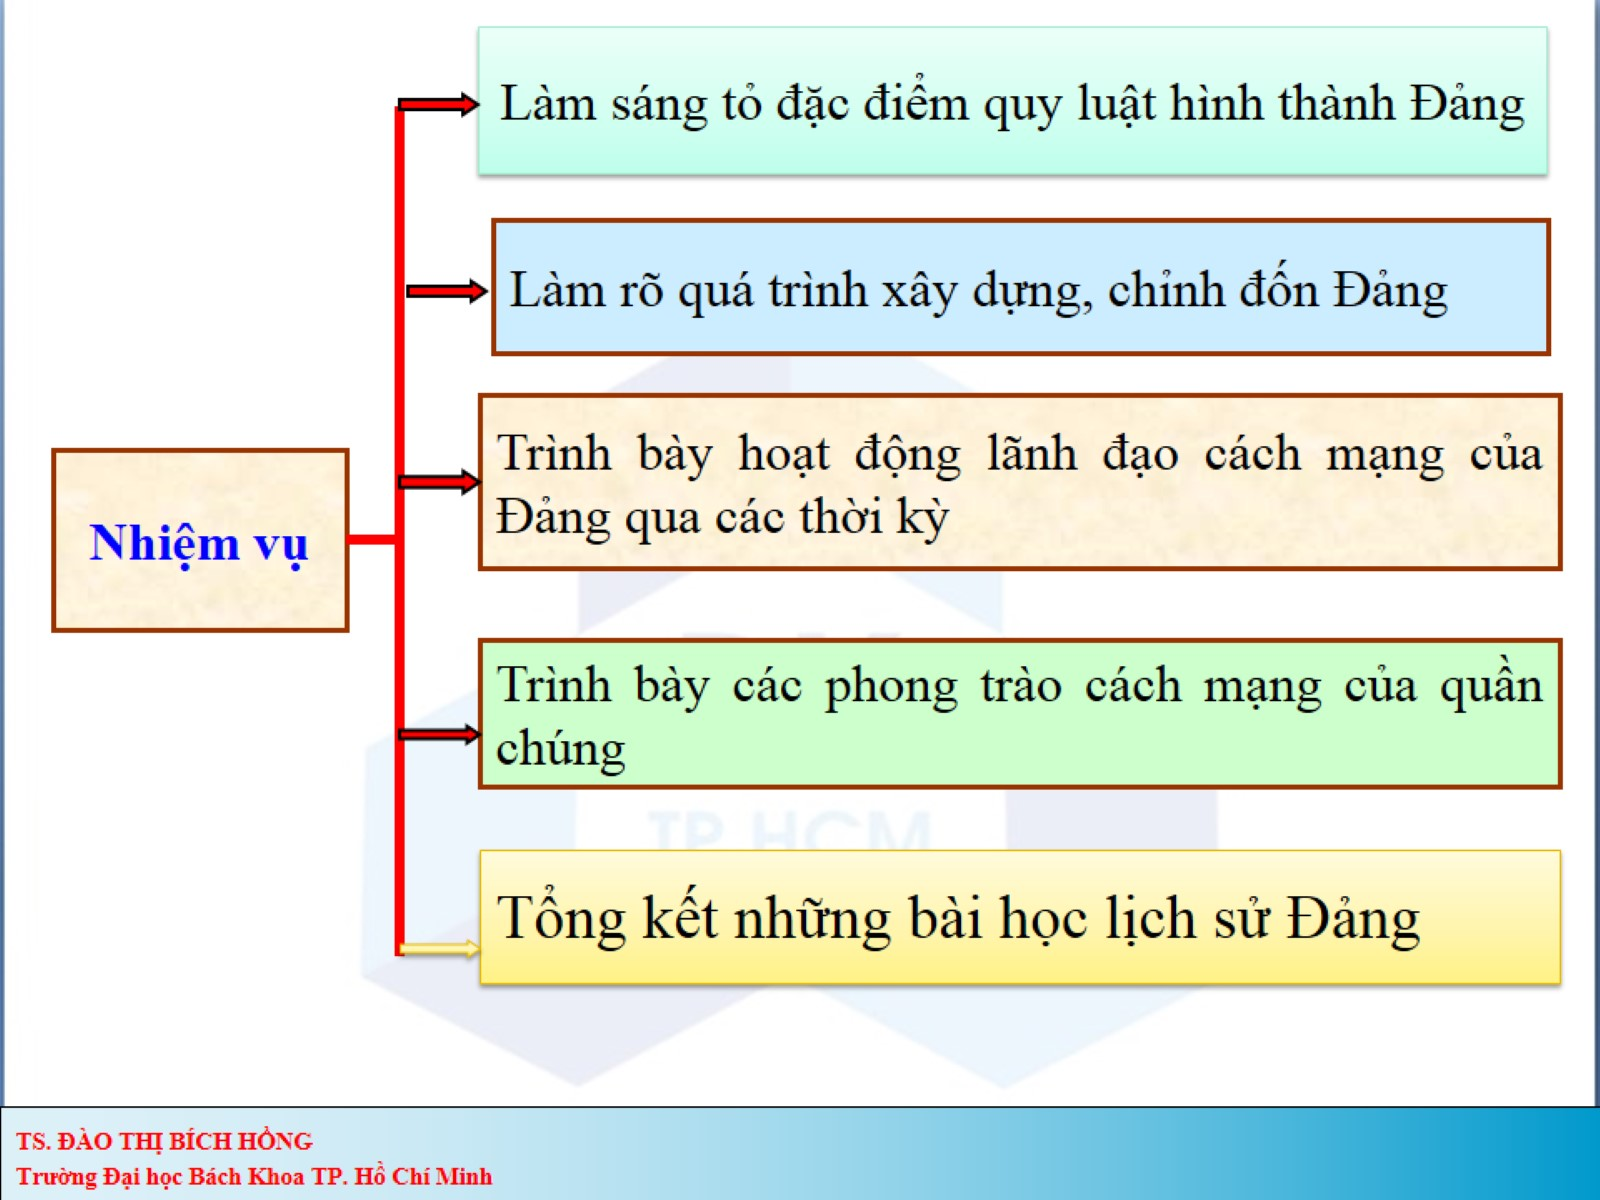 Làm sáng tỏ đặc điểm quy luật hình thành Đảng
Làm rõ quá trình xây dựng, chỉnh đốn Đảng
Trình bày hoạt động lãnh đạo cách mạng của
Đảng qua các thời kỳ
Nhiệm vụ
Trình bày các phong trào cách mạng của quần
chúng
TP.HCM
Tổng kết những bài học lịch sử Đảng
TS. ĐÀO THỊ BÍCH HỒNG
Trường Đại học Bách Khoa TP. Hồ Chí Minh